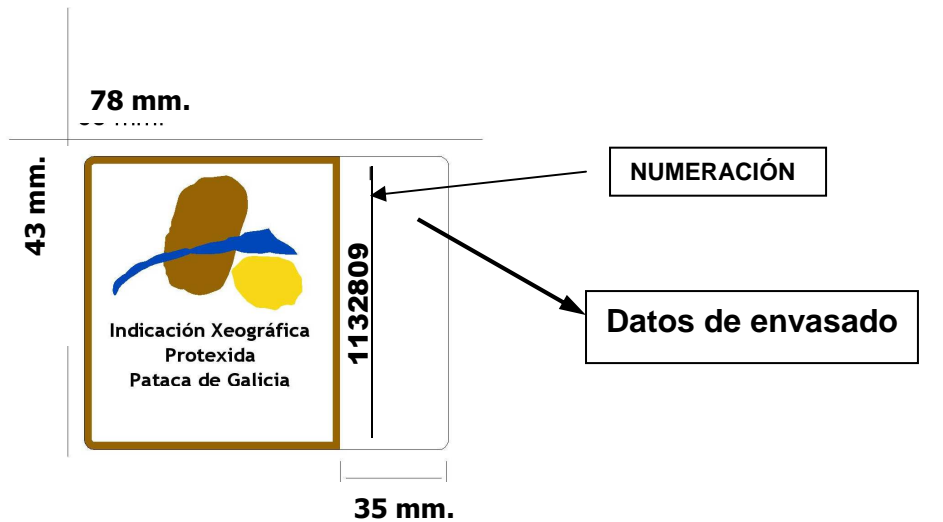 78 mm.
43 mm.
NUMERACIÓN
1132809
Datos de envasado
Indicación Xeográfica
Protexida
Pataca de Galicia
35 mm.